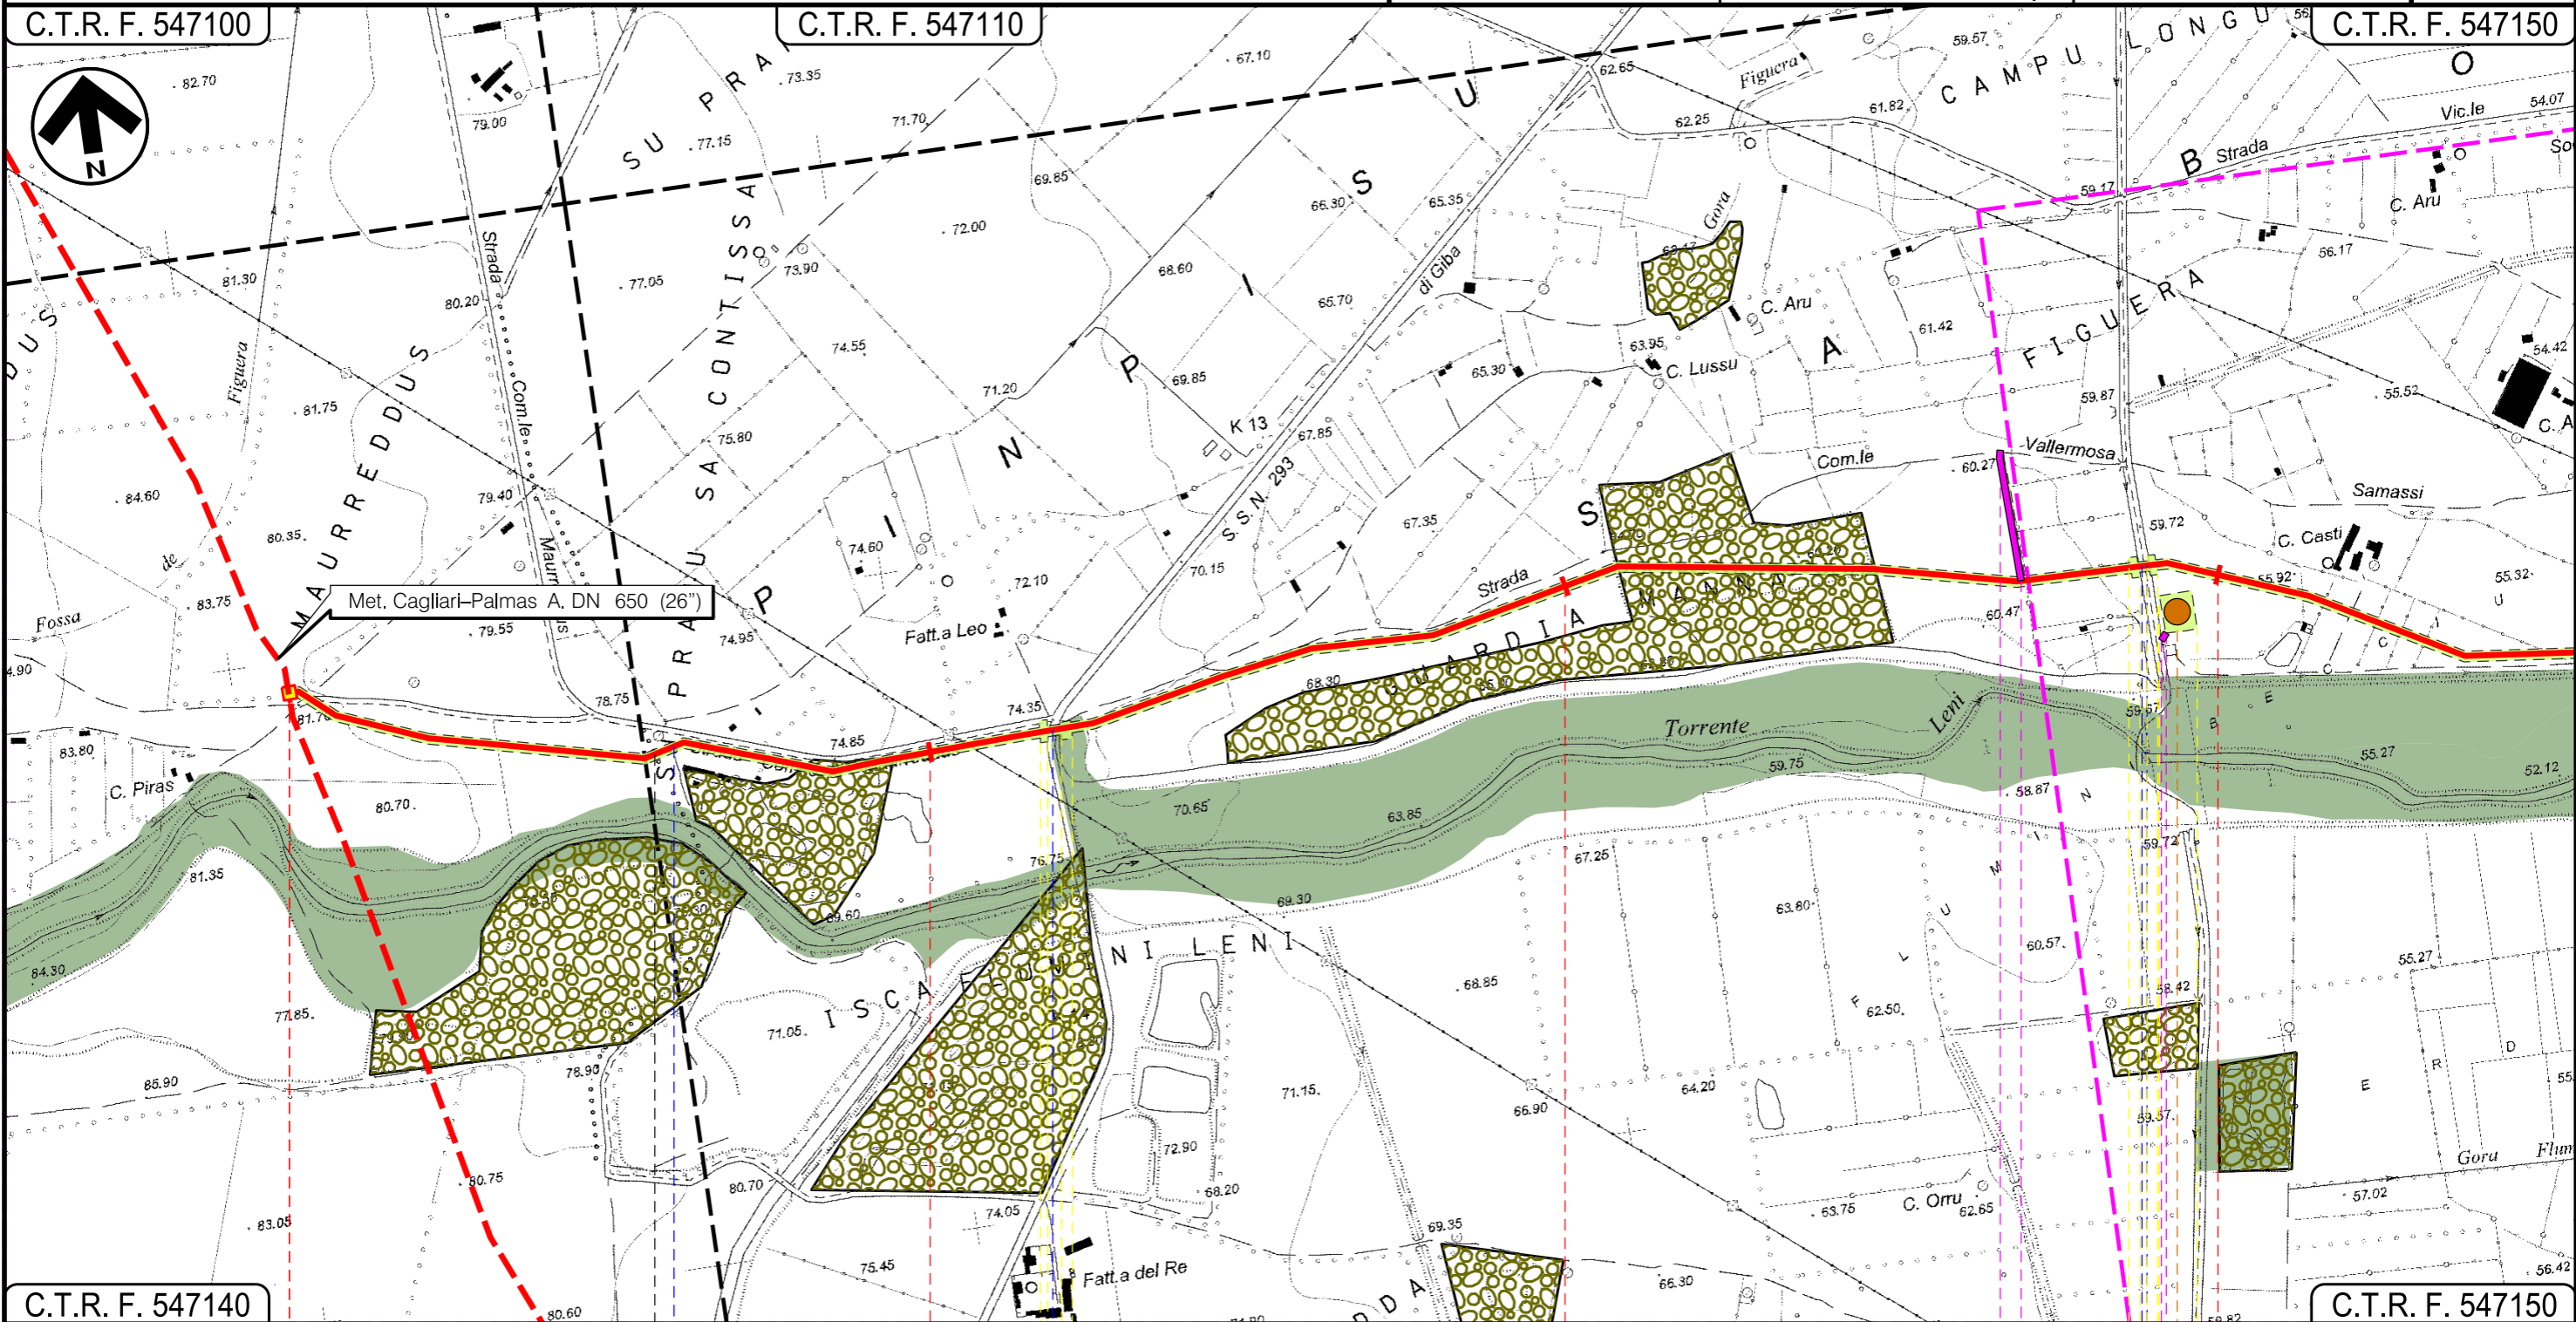 C.T.R. F. 547100
C.T.R. F. 547110
C.T.R. F. 547150
N
82.70
79.00
SU PRA
73.35
77.15
71.70
67.10
62.65
59.57
CAMPU LONGU
Figuera
61.82
62.25
Vic.le
54.07
O
Strada
B
59.17
C. Aru
56.17
69.85
66.30
65.35
S
U
72.00
68.60
di Giba
Gora
81.30
80.20
Strada
77.05
73.90
65.70
I
C. Aru
61.42
FIGUERA
DUS
Figuera
81.75
Com.le
SA CONTISSA
74.55
71.20
P
69.85
65.30
63.95
C. Lussu
A
59.87
54.42
55.52
75.80
K 13
67.85
N
84.60
79.40
S.S.N. 293
67.35
S
Com.le
60.27
Vallermosa
Samassi
59.72
C. Casti
80.35
MAURREDDUS
de
83.75
Fossa
79.55
Met. Cagliari–Palmas A. DN 650 (26")
PRAU
P
74.95
74.60
I
72.10
Fatt.a Leo
70.15
Strada
GUARDIA MANNA
60.47
55.92
55.32
U
C
C
E
B
4.90
81.70
78.75
74.35
74.85
68.30
Torrente
Leni
59.67
55.27
52.12
83.80
C. Piras
80.70
70.65
63.85
59.75
58.87
81.35
76.75
67.25
59.72
FLUMIN
69.60
69.30
63.80
60.57
84.30
ISCA FLUMINI LENI
68.85
62.50
55.27
58.42
77.85
71.05
85.90
78.90
71.15
66.90
64.20
59.37
E
R
D
72.90
80.75
80.70
68.20
Gora
57.02
83.05
74.05
69.35
63.75
C. Orru
62.65
75.45
Fatt.a del Re
66.30
56.42
80.60
DDA
C.T.R. F. 547140
C.T.R. F. 547150